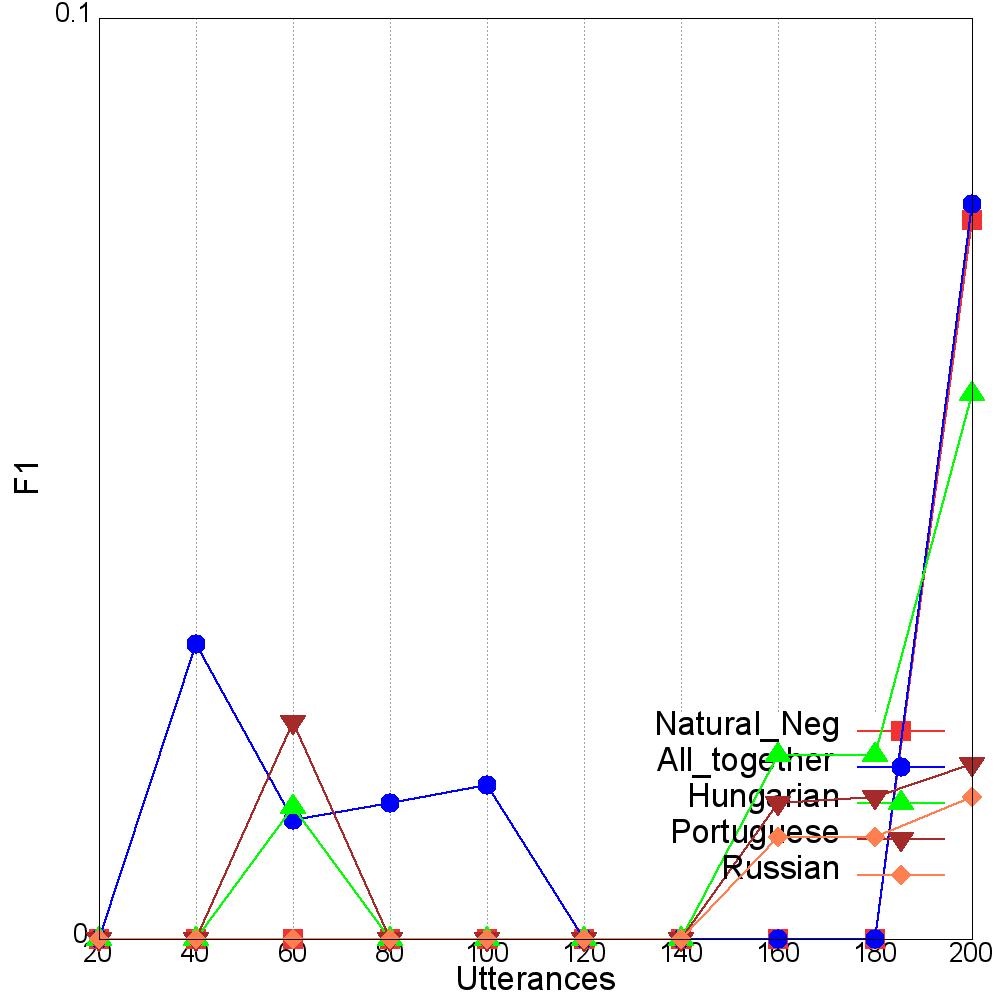 0.1
F1
Natural_Neg
All_together
Hungarian
Portuguese
Russian
0
20 40 60 80 100 120 140 160 180 200
Utterances